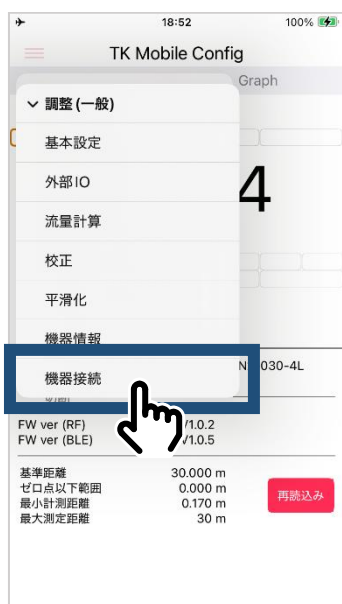 18:52
100%
TK Mobile Config
Graph
調整 (一般)
基本設定
外部IO
流量計算
校正
平滑化
機器情報
機器接続
4
030-4L
FW ver (RF) V1.0.2
FW ver (BLE) V1.0.5
基準距離 30.000 m
ゼロ点以下範囲 0.000 m
最小計測距離 0.170 m
最大測定距離 30 m
再読込み